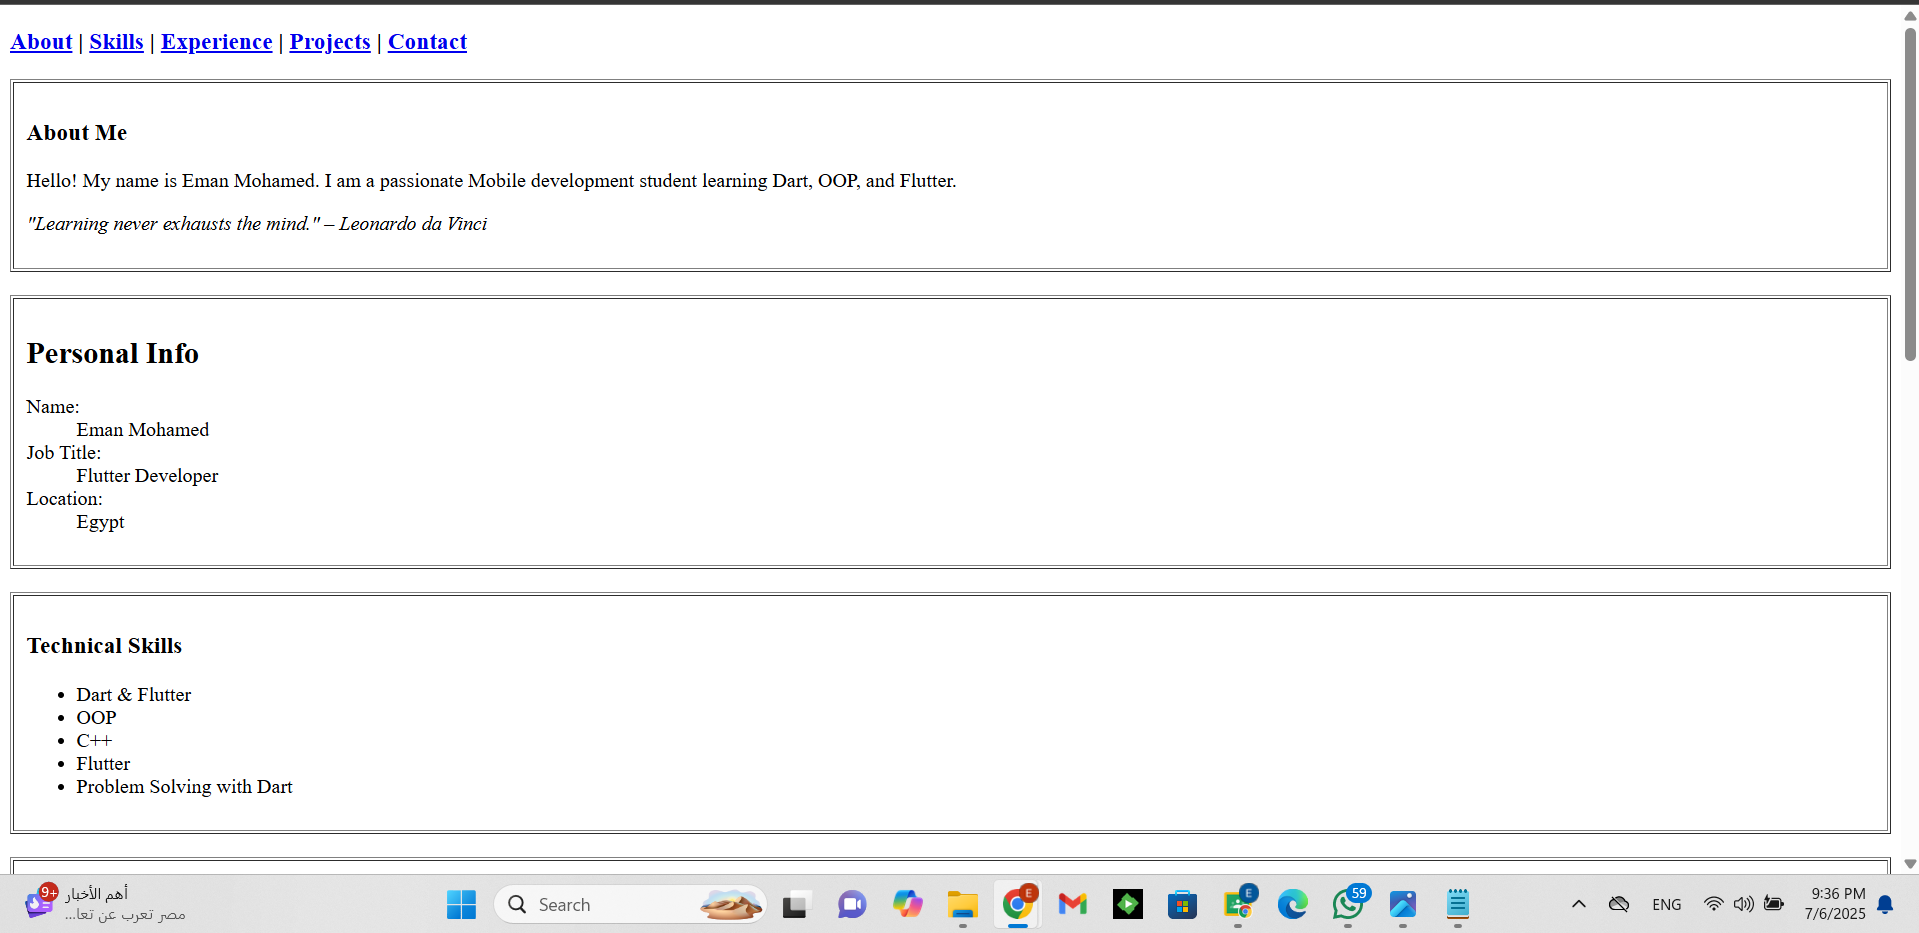 About | Skills | Experience | Projects | Contact
About Me
Hello! My name is Eman Mohamed. I am a passionate Mobile development student learning Dart, OOP, and Flutter.
"Learning never exhausts the mind." – Leonardo da Vinci
Personal Info
Name:
Eman Mohamed
Job Title:
Flutter Developer
Location:
Egypt
Technical Skills
• Dart & Flutter
• OOP
• C++
• Flutter
• Problem Solving with Dart
9+
أهم الأخبار
مصر تعرب عن تعا...
Search
E
E
59
ENG
9:36 PM
7/6/2025